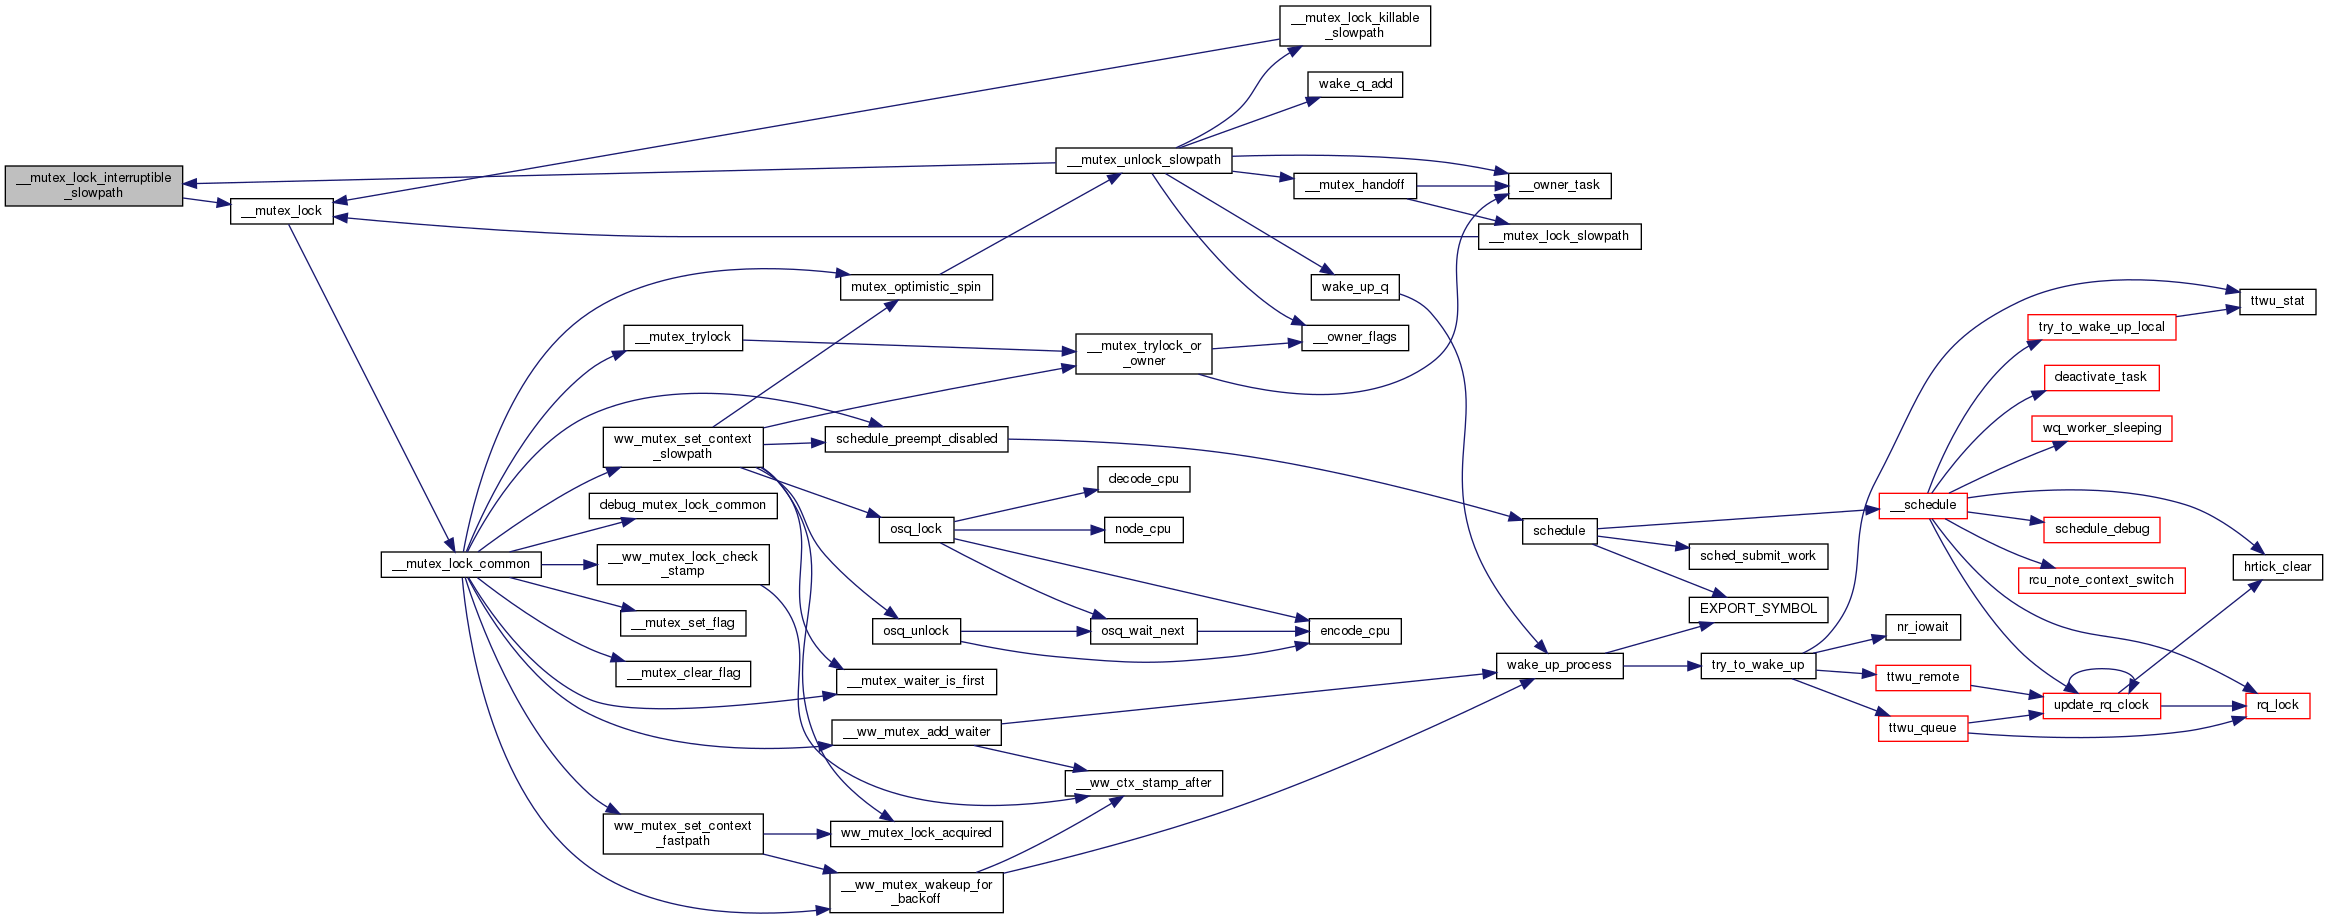 __mutex_lock_killable
_slowpath
wake_q_add
__mutex_unlock_slowpath
__mutex_lock_interruptible
_slowpath
__mutex_handoff
__owner_task
__mutex_lock
__mutex_lock_slowpath
mutex_optimistic_spin
wake_up_q
ttwu_stat
__mutex_trylock
__owner_flags
try_to_wake_up_local
__mutex_trylock_or
_owner
deactivate_task
wq_worker_sleeping
ww_mutex_set_context
_slowpath
schedule_preempt_disabled
decode_cpu
debug_mutex_lock_common
__schedule
osq_lock
node_cpu
schedule
schedule_debug
__mutex_lock_common
__ww_mutex_lock_check
_stamp
sched_submit_work
hrtick_clear
rcu_note_context_switch
EXPORT_SYMBOL
__mutex_set_flag
osq_unlock
osq_wait_next
encode_cpu
nr_iowait
__mutex_clear_flag
__mutex_waiter_is_first
wake_up_process
try_to_wake_up
ttwu_remote
update_rq_clock
rq_lock
__ww_mutex_add_waiter
ttwu_queue
__ww_ctx_stamp_after
ww_mutex_set_context
_fastpath
ww_mutex_lock_acquired
__ww_mutex_wakeup_for
_backoff